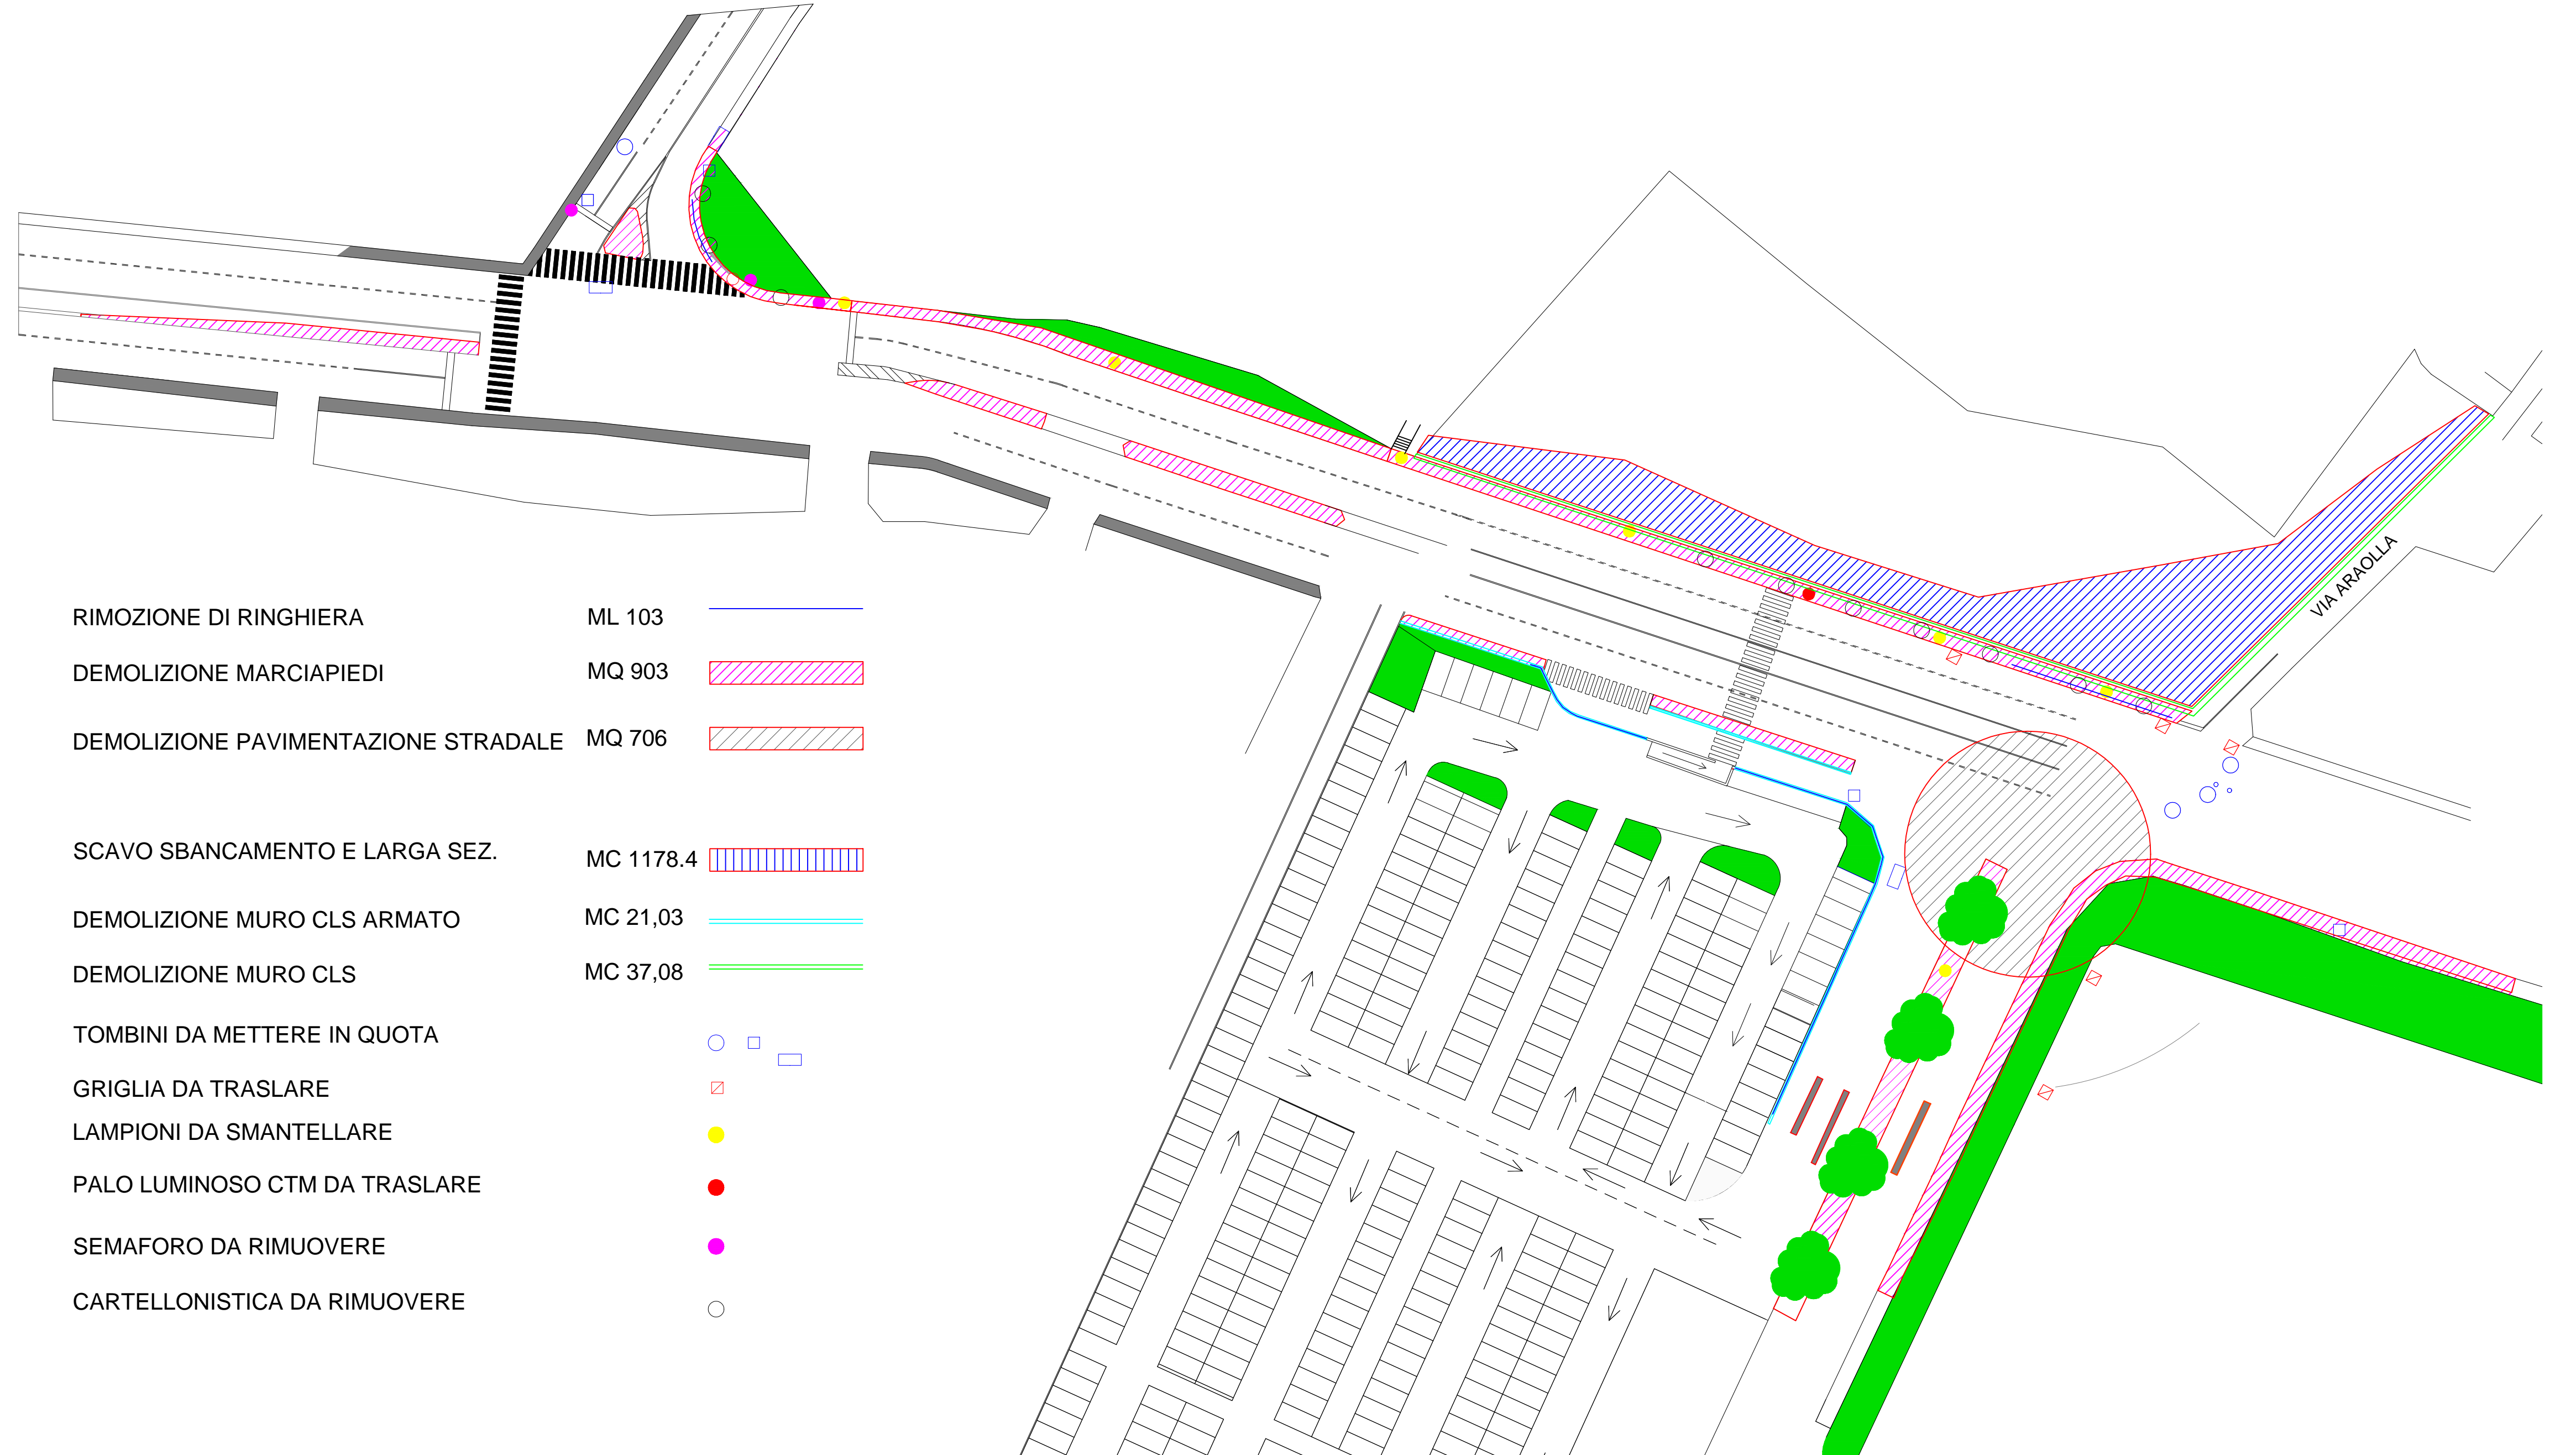 VIA ARAOLLA
RIMOZIONE DI RINGHIERA ML 103
DEMOLIZIONE MARCIAPIEDI MQ 903
DEMOLIZIONE PAVIMENTAZIONE STRADALE MQ 706
SCAVO SBANCAMENTO E LARGA SEZ. MC 1178.4
DEMOLIZIONE MURO CLS ARMATO MC 21,03
DEMOLIZIONE MURO CLS MC 37,08
TOMBINI DA METTERE IN QUOTA
GRIGLIA DA TRASLARE
LAMPIONI DA SMANTELLARE
PALO LUMINOSO CTM DA TRASLARE
SEMAFORO DA RIMUOVERE
CARTELLONISTICA DA RIMUOVERE